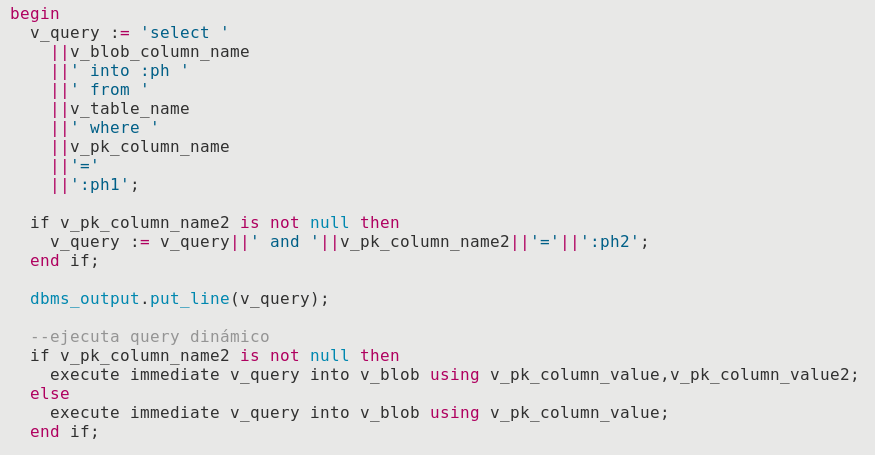 begin
  v_query := 'select '
    ||v_blob_column_name
    ||' into :ph '
    ||' from '
    ||v_table_name
    ||' where '
    ||v_pk_column_name
    ||'='
    ||':ph1';

  if v_pk_column_name2 is not null then
    v_query := v_query||' and '||v_pk_column_name2||'='||':ph2';
  end if;

  dbms_output.put_line(v_query);

  --ejecuta query dinámico
  if v_pk_column_name2 is not null then
    execute immediate v_query into v_blob using v_pk_column_value,v_pk_column_value2;
  else
    execute immediate v_query into v_blob using v_pk_column_value;
  end if;